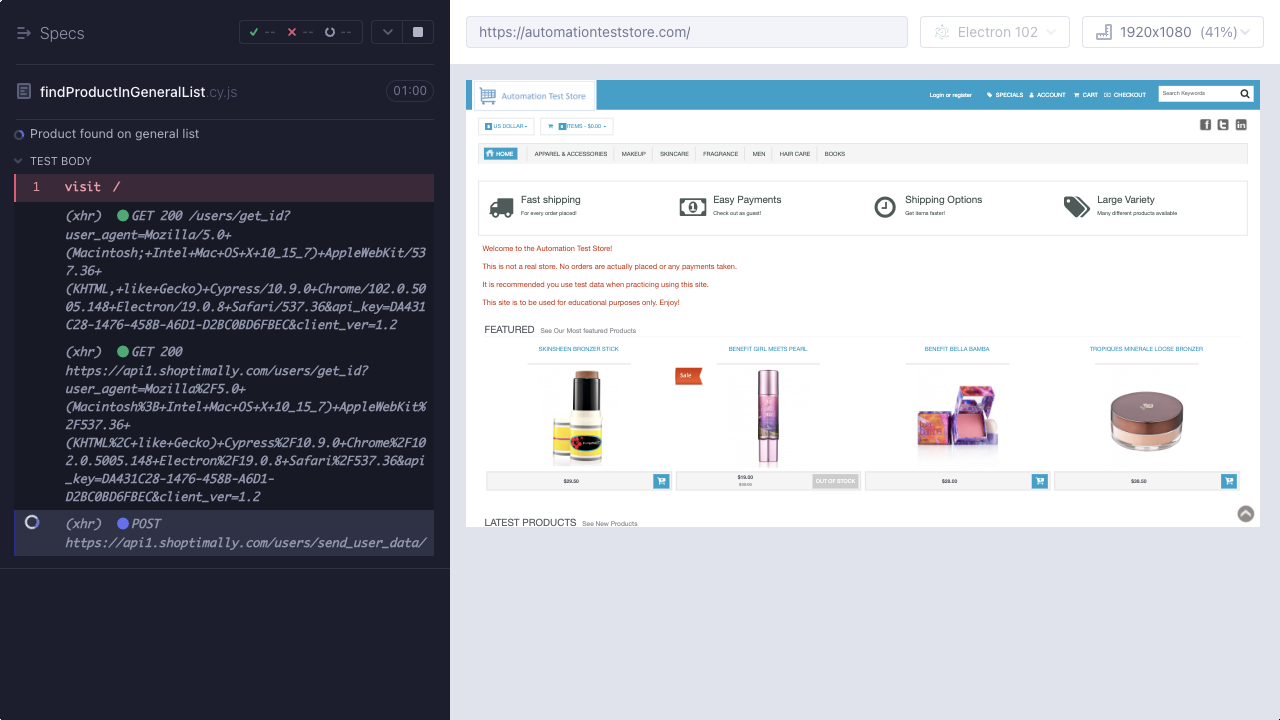 Specs
--
--
--
findProductInGeneralList.cy.js
01:00
Product found on general list
TEST BODY
1 visit /
(xhr) GET 200 /users/get_id?
user_agent=Mozilla/5.0+
(Macintosh;+Intel+Mac+OS+X+10_15_7)+AppleWebKit/53
7.36+
(KHTML,+like+Gecko)+Cypress/10.9.0+Chrome/102.0.50
05.148+Electron/19.0.8+Safari/537.36&api_key=DA431
C28-1476-458B-A6D1-D2BC0BD6FBEC&client_ver=1.2
(xhr) GET 200
https://api1.shoptimally.com/users/get_id?
user_agent=Mozilla%2F5.0+
(Macintosh%3B+Intel+Mac+OS+X+10_15_7)+AppleWebKit%
2F537.36+
(KHTML%2C+like+Gecko)+Cypress%2F10.9.0+Chrome%2F10
2.0.5005.148+Electron%2F19.0.8+Safari%2F537.36&api
_key=DA431C28-1476-458B-A6D1-
D2BC0BD6FBEC&client_ver=1.2
(xhr) POST
https://api1.shoptimally.com/users/send_user_data/
https://automationteststore.com/
Electron 102
1920x1080 (41%)
Automation Test Store
Login or register
SPECIALS
ACCOUNT
CART
CHECKOUT
Search Keywords
US DOLLAR
ITEMS - $0.00
HOME
APPAREL & ACCESSORIES
MAKEUP
SKINCARE
FRAGRANCE
MEN
HAIR CARE
BOOKS
Fast shipping
For every order placed!
Easy Payments
Check out as guest!
Shipping Options
Get items faster!
Large Variety
Many different products available
Welcome to the Automation Test Store!
This is not a real store. No orders are actually placed or any payments taken.
It is recommended you use test data when practicing using this site.
This site is to be used for educational purposes only. Enjoy!
FEATURED See Our Most featured Products
SKINSHEEN BRONZER STICK
BENEFIT GIRL MEETS PEARL
BENEFIT BELLA BAMBA
TROPIQUES MINERALE LOOSE BRONZER
Sale
$29.50
$19.00
OUT OF STOCK
$28.00
$38.50
LATEST PRODUCTS See New Products